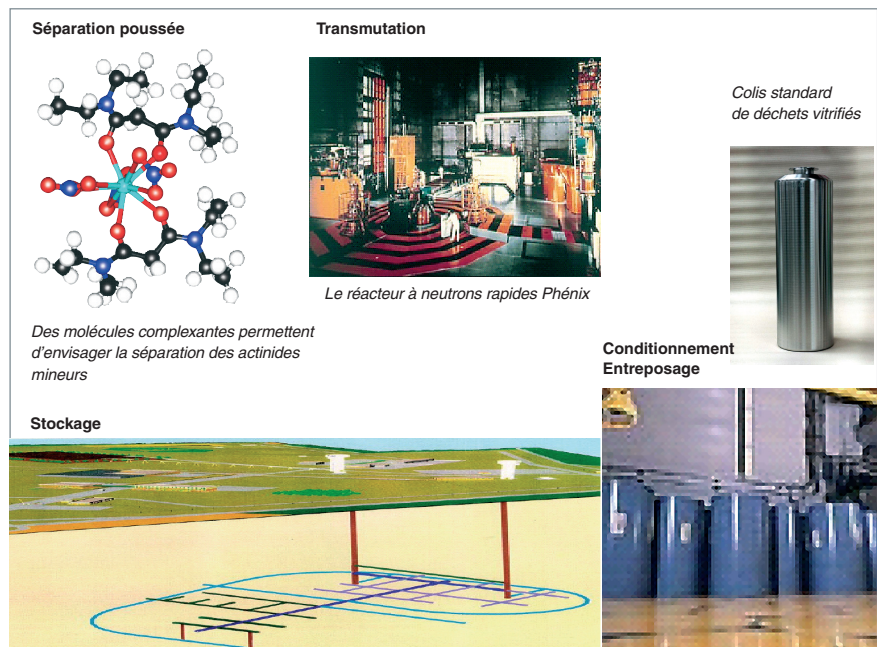 Séparation poussée
Transmutation
Colis standard
de déchets vitrifiés
Le réacteur à neutrons rapides Phénix
Des molécules complexantes permettent
d'envisager la séparation des actinides
mineurs
Conditionnement
Entreposage
Stockage